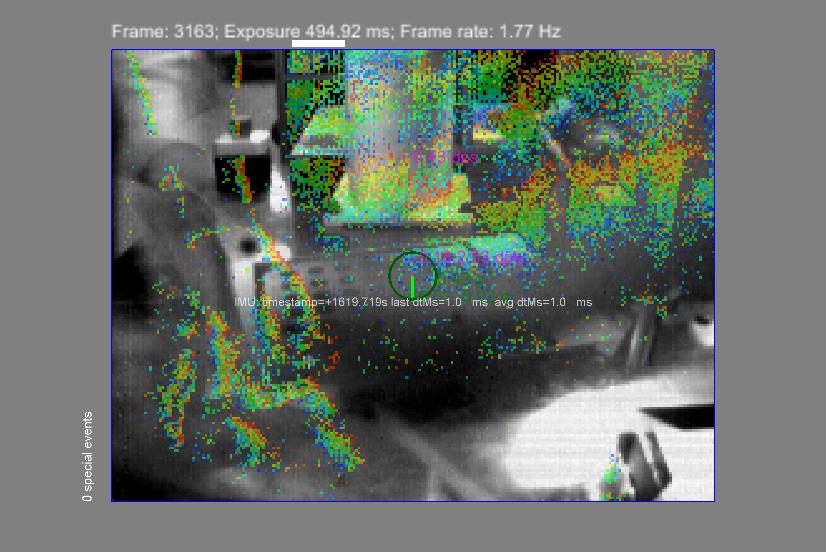 Frame: 3163; Exposure 494.92 ms; Frame rate: 1.77 Hz
IMU: timestamp=+1619.719s last dtMs=1.0 ms avg dtMs=1.0 ms
0 special events